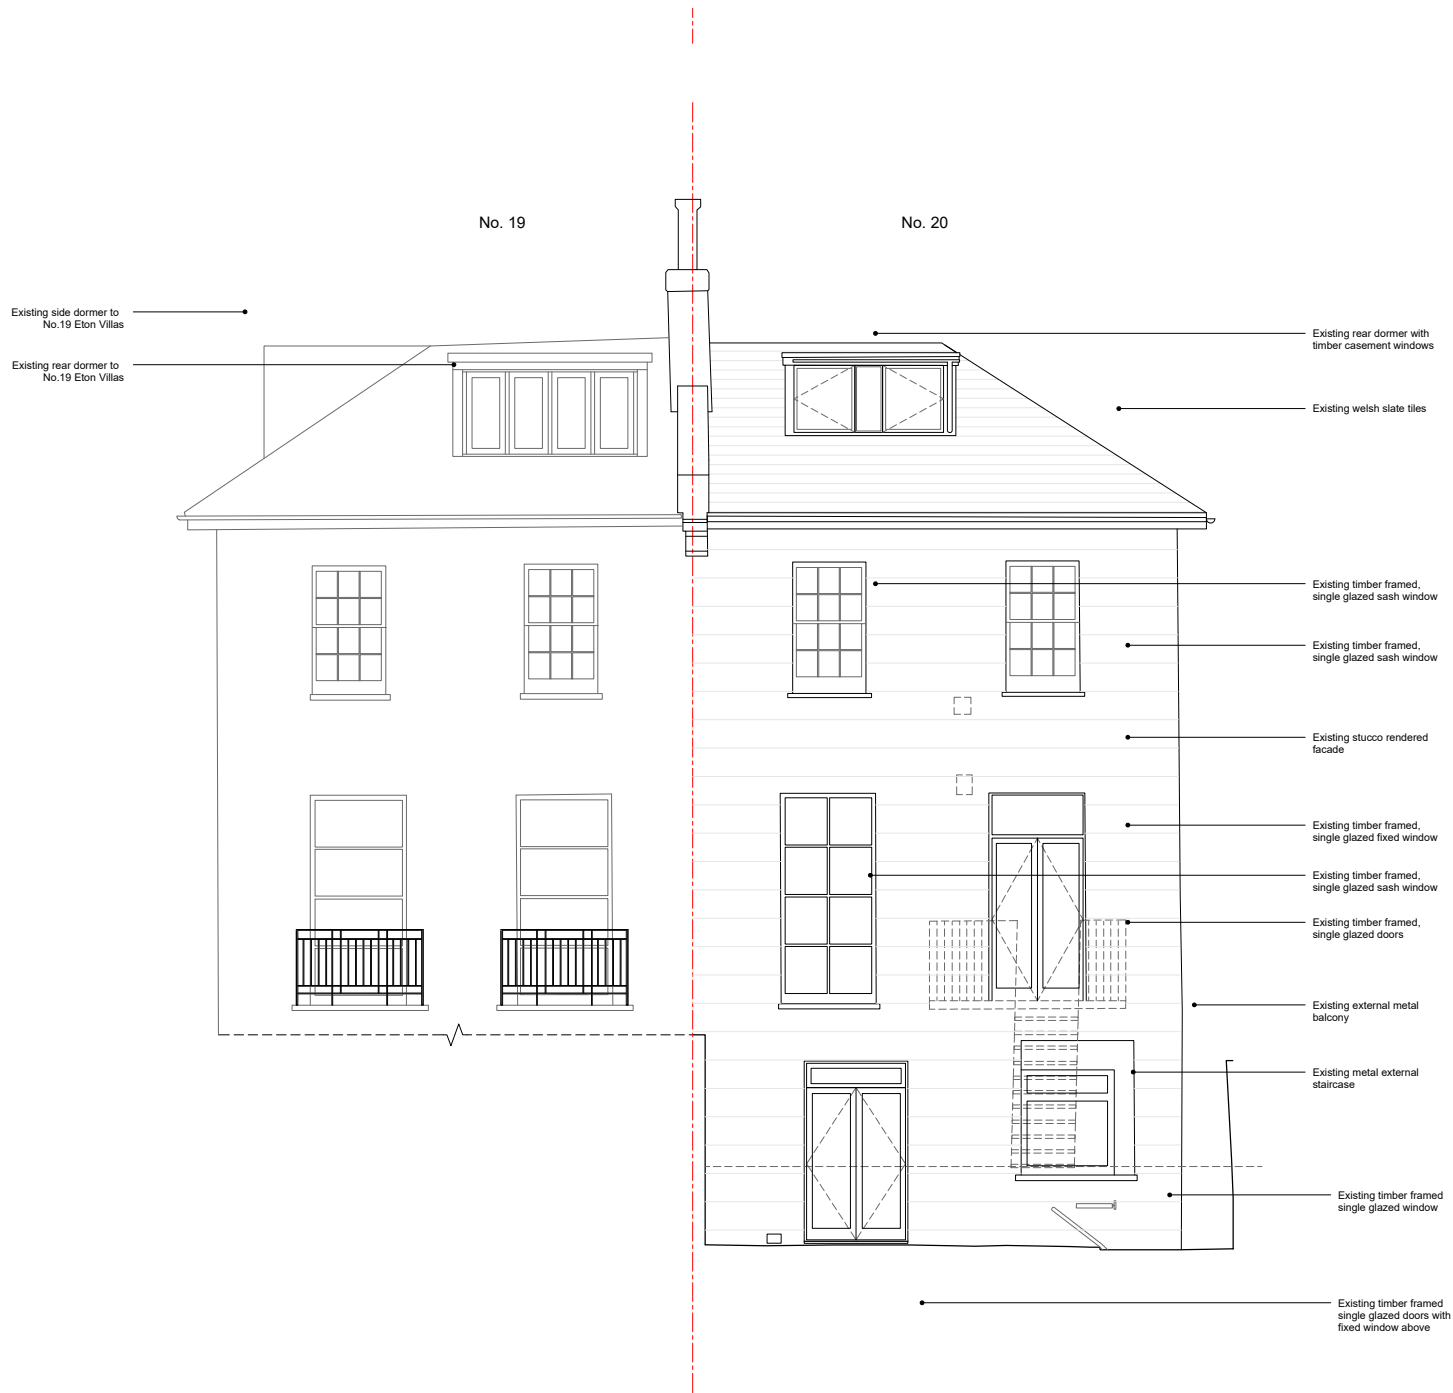 No. 19
No. 20
Existing side dormer to
No.19 Eton Villas
Existing rear dormer to
No.19 Eton Villas
Existing rear dormer with
timber casement windows
Existing welsh slate tiles
Existing timber framed,
single glazed sash window
Existing timber framed,
single glazed sash window
Existing stucco rendered
facade
Existing timber framed,
single glazed fixed window
Existing timber framed,
single glazed sash window
Existing timber framed,
single glazed doors
Existing external metal
balcony
Existing metal external
staircase
Existing timber framed
single glazed window
Existing timber framed
single glazed doors with
fixed window above